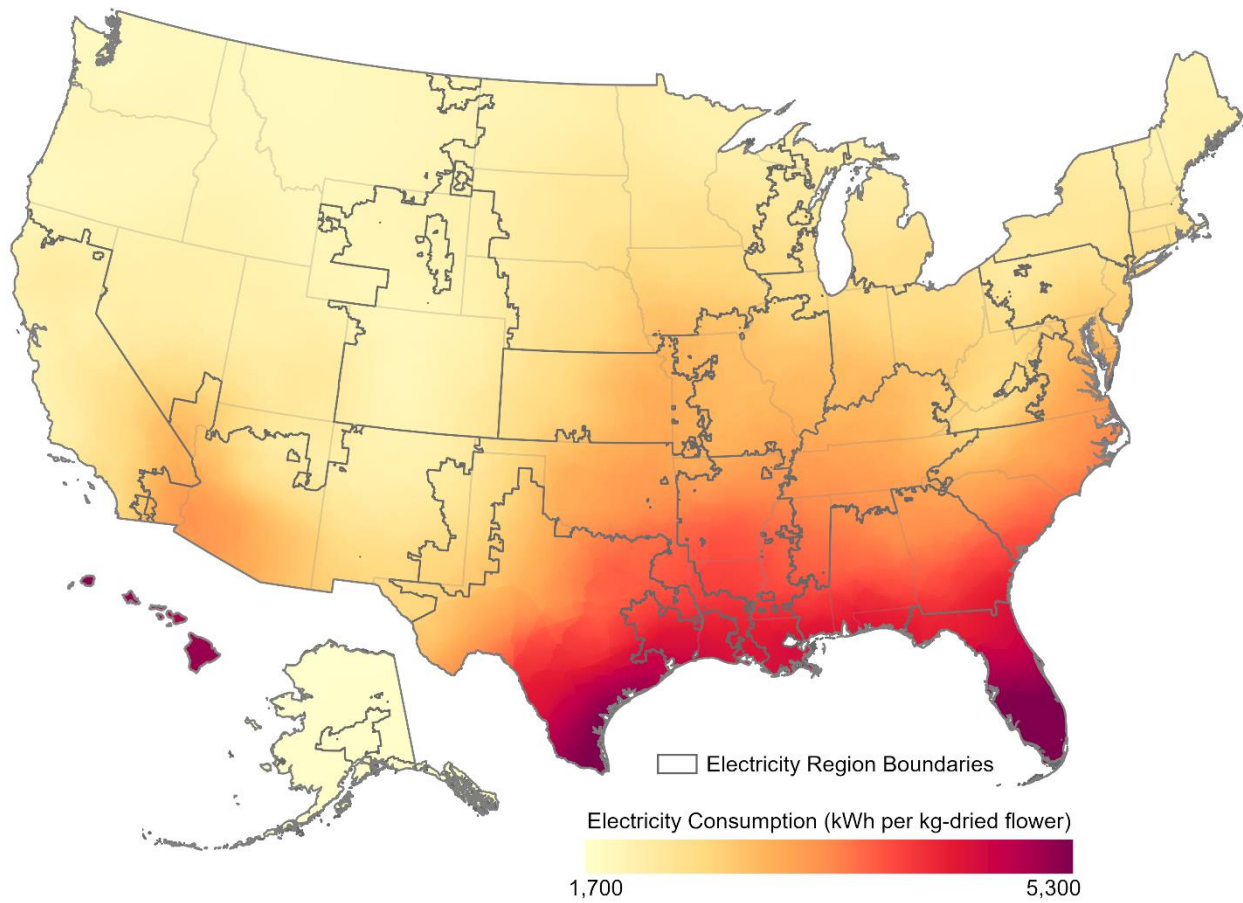 Electricity Region Boundaries
Electricity Consumption (kWh per kg-dried flower)
1,700 5,300